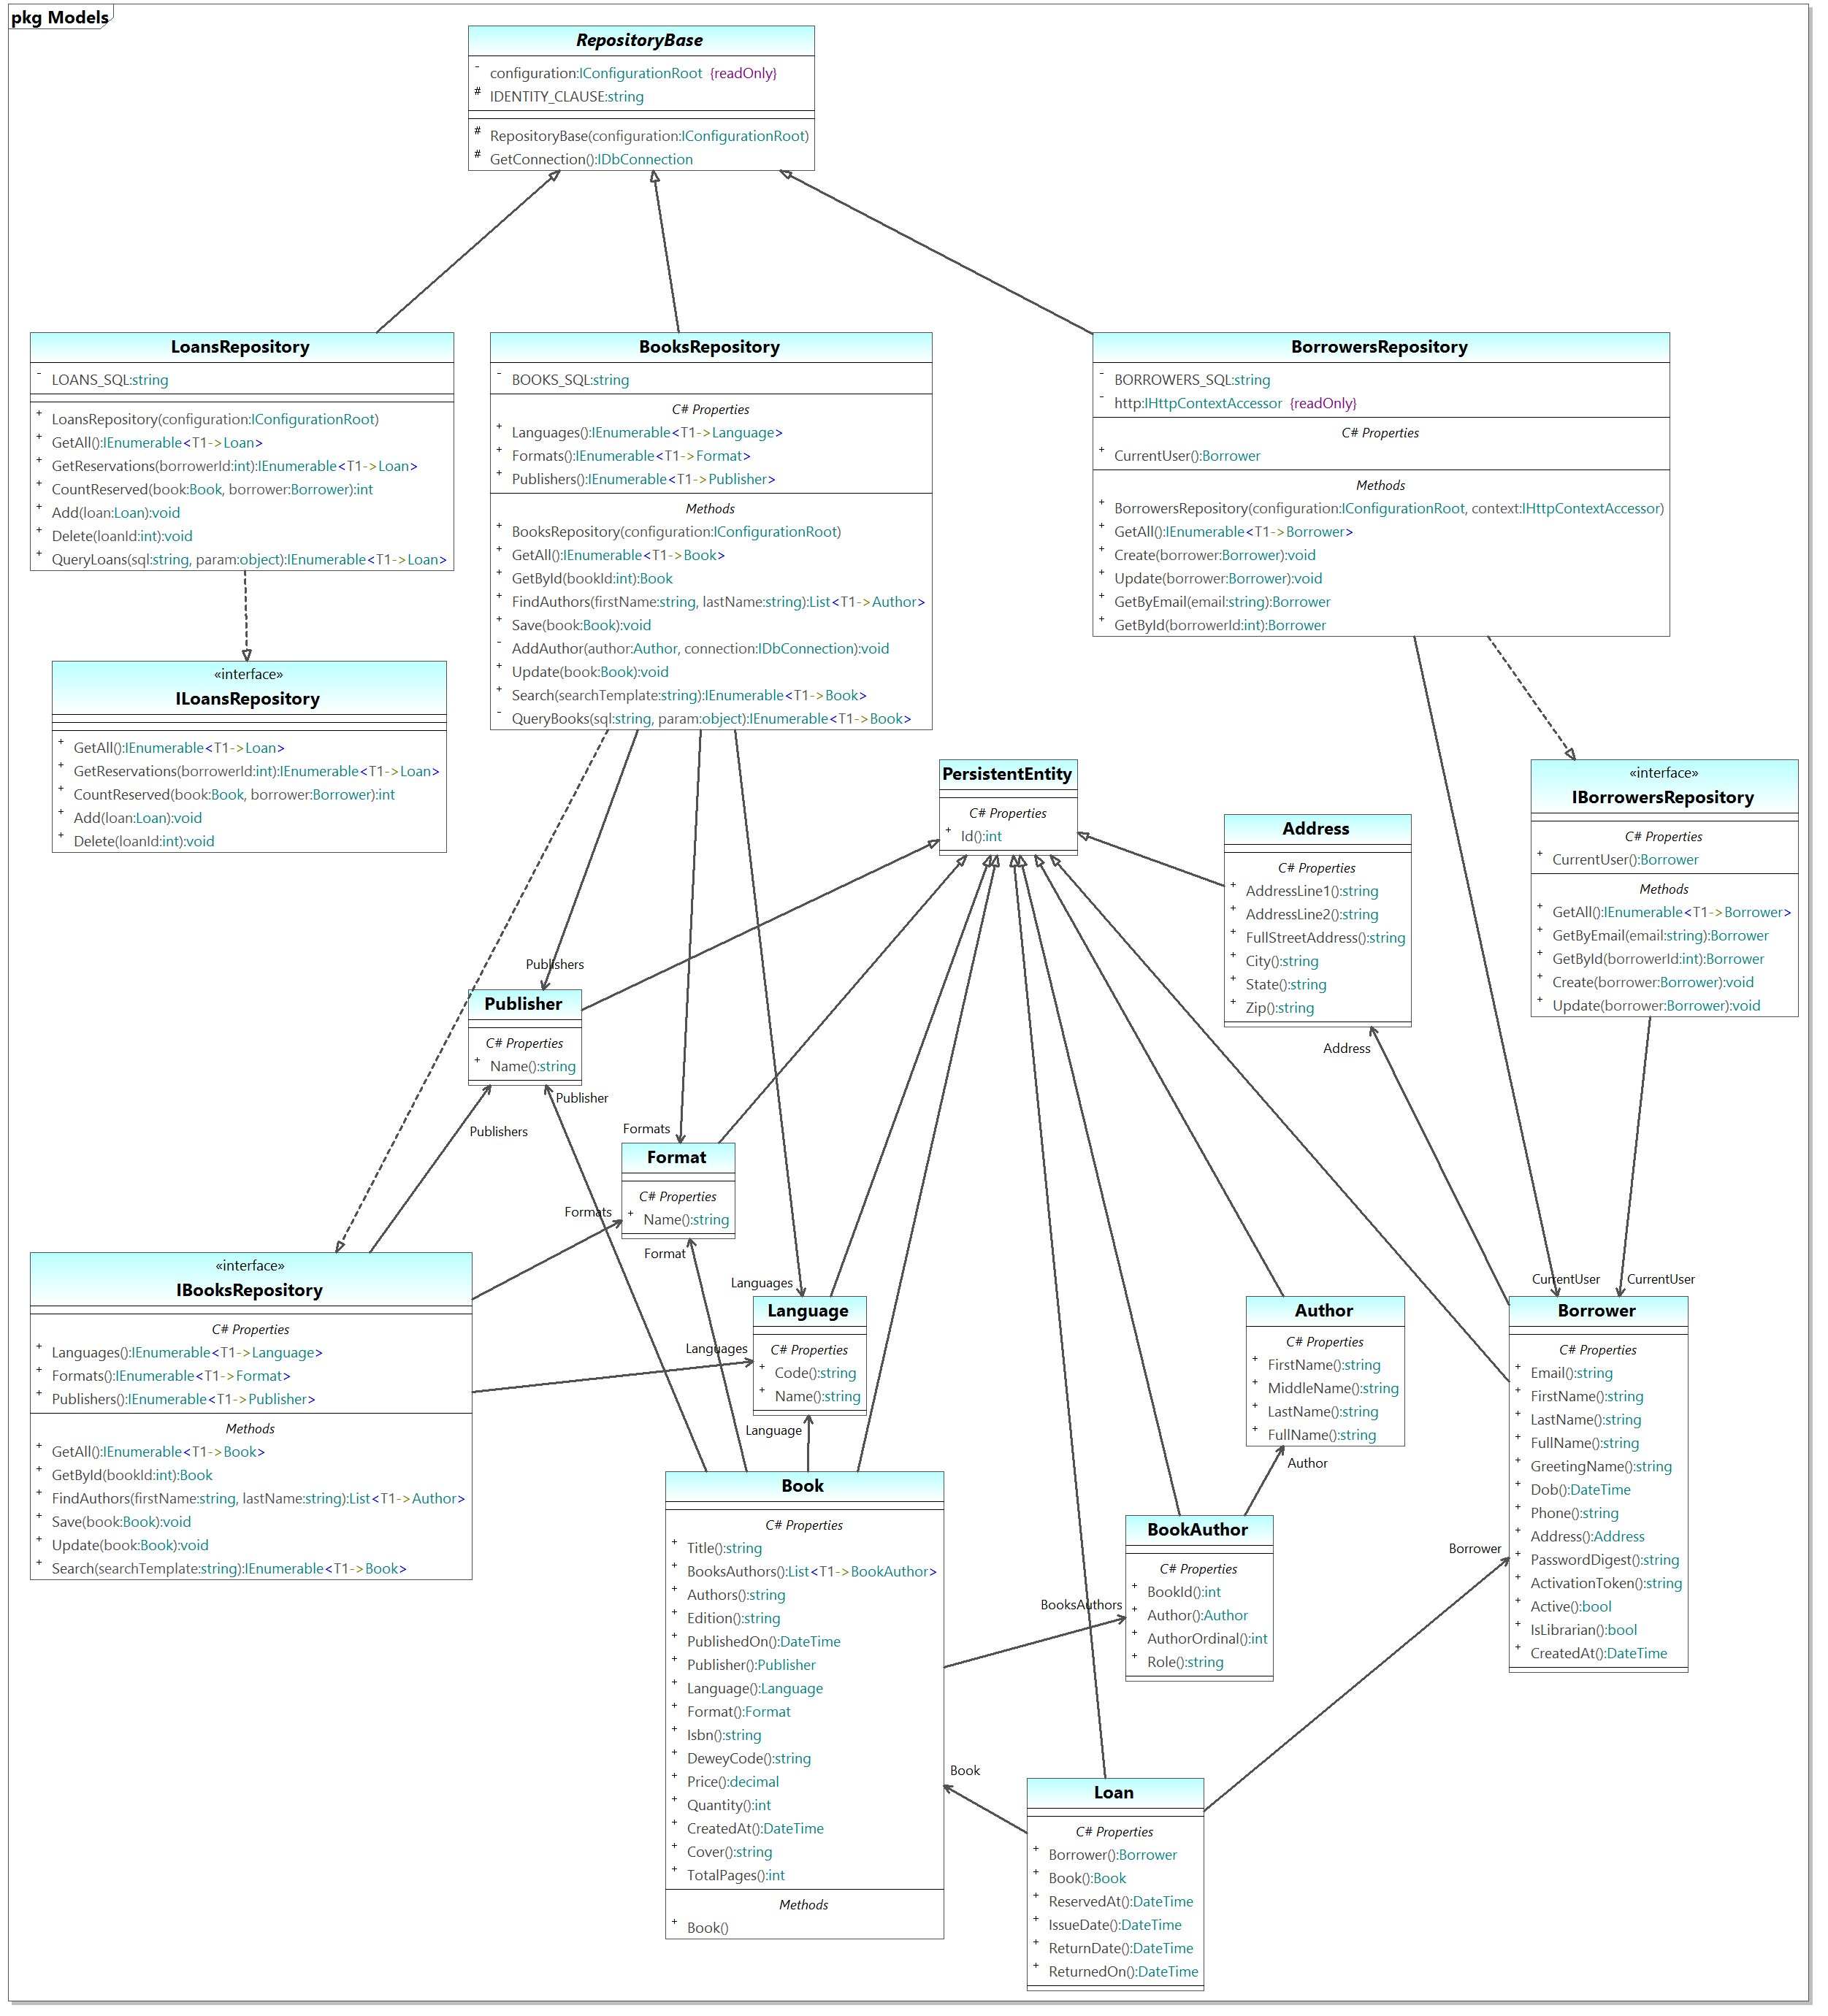 pkg Models
RepositoryBase
- configuration:IConfigurationRoot {readOnly}
# IDENTITY_CLAUSE:string
# RepositoryBase(configuration:IConfigurationRoot)
# GetConnection():IDbConnection
LoansRepository
- LOANS_SQL:string
+ LoansRepository(configuration:IConfigurationRoot)
+ GetAll():IEnumerable<T1->Loan>
+ GetReservations(borrowerId:int):IEnumerable<T1->Loan>
+ CountReserved(book:Book, borrower:Borrower):int
+ Add(loan:Loan):void
+ Delete(loanId:int):void
+ QueryLoans(sql:string, param:object):IEnumerable<T1->Loan>
BooksRepository
- BOOKS_SQL:string
C# Properties
+ Languages():IEnumerable<T1->Language>
+ Formats():IEnumerable<T1->Format>
+ Publishers():IEnumerable<T1->Publisher>
Methods
+ BooksRepository(configuration:IConfigurationRoot)
+ GetAll():IEnumerable<T1->Book>
+ GetById(bookId:int):Book
+ FindAuthors(firstName:string, lastName:string):List<T1->Author>
+ Save(book:Book):void
- AddAuthor(author:Author, connection:IDbConnection):void
+ Update(book:Book):void
+ Search(searchTemplate:string):IEnumerable<T1->Book>
- QueryBooks(sql:string, param:object):IEnumerable<T1->Book>
BorrowersRepository
- BORROWERS_SQL:string
- http:IHttpContextAccessor {readOnly}
C# Properties
+ CurrentUser():Borrower
Methods
+ BorrowersRepository(configuration:IConfigurationRoot, context:IHttpContextAccessor)
+ GetAll():IEnumerable<T1->Borrower>
+ Create(borrower:Borrower):void
+ Update(borrower:Borrower):void
+ GetByEmail(email:string):Borrower
+ GetById(borrowerId:int):Borrower
«interface»
ILoansRepository
+ GetAll():IEnumerable<T1->Loan>
+ GetReservations(borrowerId:int):IEnumerable<T1->Loan>
+ CountReserved(book:Book, borrower:Borrower):int
+ Add(loan:Loan):void
+ Delete(loanId:int):void
PersistentEntity
C# Properties
+ Id():int
Address
C# Properties
+ AddressLine1():string
+ AddressLine2():string
+ FullStreetAddress():string
+ City():string
+ State():string
+ Zip():string
Address
«interface»
IBorrowersRepository
C# Properties
+ CurrentUser():Borrower
Methods
+ GetAll():IEnumerable<T1->Borrower>
+ GetByEmail(email:string):Borrower
+ GetById(borrowerId:int):Borrower
+ Create(borrower:Borrower):void
+ Update(borrower:Borrower):void
Publishers
Publisher
C# Properties
+ Name():string
Publisher
Publishers
Formats
Format
C# Properties
+ Name():string
Formats
Format
«interface»
IBooksRepository
C# Properties
+ Languages():IEnumerable<T1->Language>
+ Formats():IEnumerable<T1->Format>
+ Publishers():IEnumerable<T1->Publisher>
Methods
+ GetAll():IEnumerable<T1->Book>
+ GetById(bookId:int):Book
+ FindAuthors(firstName:string, lastName:string):List<T1->Author>
+ Save(book:Book):void
+ Update(book:Book):void
+ Search(searchTemplate:string):IEnumerable<T1->Book>
Languages
Language
C# Properties
+ Code():string
+ Name():string
Languages
Language
Author
C# Properties
+ FirstName():string
+ MiddleName():string
+ LastName():string
+ FullName():string
Author
CurrentUser
CurrentUser
Borrower
C# Properties
+ Email():string
+ FirstName():string
+ LastName():string
+ FullName():string
+ GreetingName():string
+ Dob():DateTime
+ Phone():string
+ Address():Address
+ PasswordDigest():string
+ ActivationToken():string
+ Active():bool
+ IsLibrarian():bool
+ CreatedAt():DateTime
Borrower
Book
C# Properties
+ Title():string
+ BooksAuthors():List<T1->BookAuthor>
+ Authors():string
+ Edition():string
+ PublishedOn():DateTime
+ Publisher():Publisher
+ Language():Language
+ Format():Format
+ Isbn():string
+ DeweyCode():string
+ Price():decimal
+ Quantity():int
+ CreatedAt():DateTime
+ Cover():string
+ TotalPages():int
Methods
+ Book()
BookAuthor
C# Properties
+ BookId():int
+ Author():Author
+ AuthorOrdinal():int
+ Role():string
BooksAuthors
Book
Loan
C# Properties
+ Borrower():Borrower
+ Book():Book
+ ReservedAt():DateTime
+ IssueDate():DateTime
+ ReturnDate():DateTime
+ ReturnedOn():DateTime